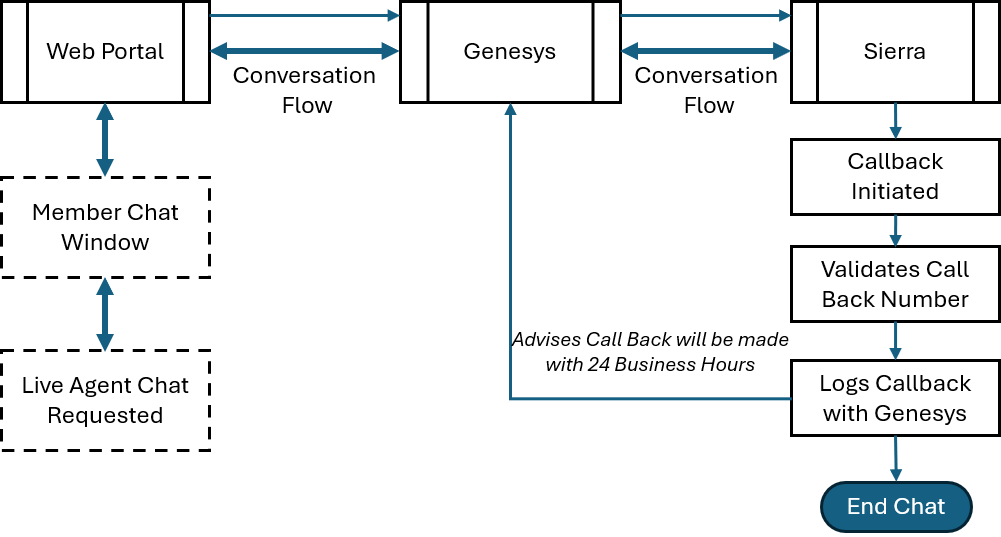 Web Portal
Conversation
Flow
Genesys
Conversation
Flow
Sierra
Member Chat
Window
Live Agent Chat
Requested
Callback
Initiated
Validates Call
Back Number
Advises Call Back will be made
with 24 Business Hours
Logs Callback
with Genesys
End Chat